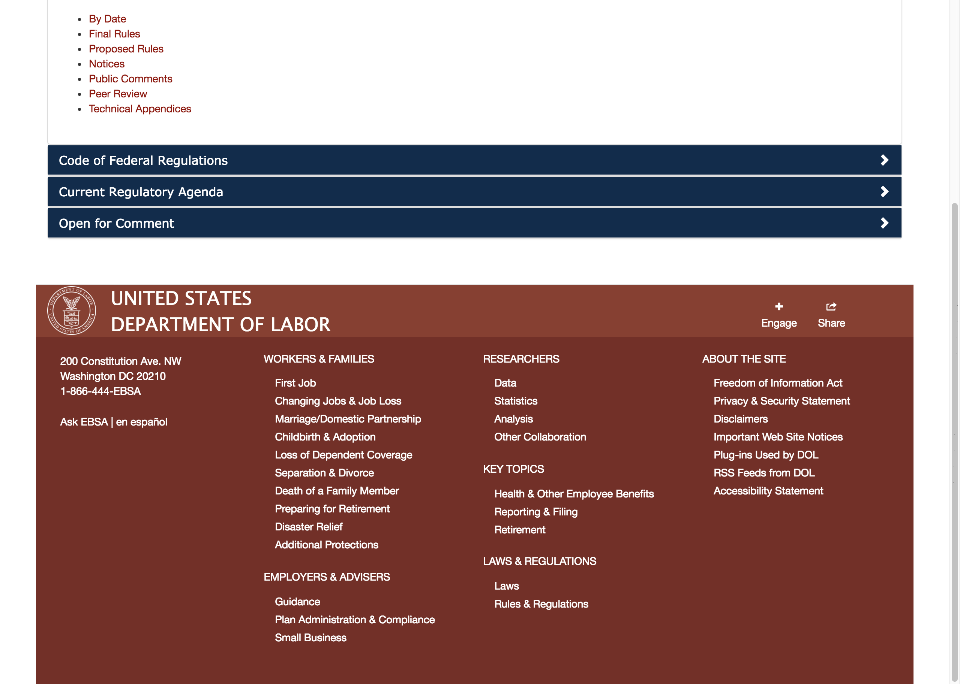 By Date
Final Rules
Proposed Rules
Notices
Public Comments
Peer Review
Technical Appendices
Code of Federal Regulations
Current Regulatory Agenda
Open for Comment
UNITED STATES
DEPARTMENT OF LABOR
Engage
Share
200 Constitution Ave. NW
Washington DC 20210
1-866-444-EBSA
Ask EBSA | en español
WORKERS & FAMILIES
First Job
Changing Jobs & Job Loss
Marriage/Domestic Partnership
Childbirth & Adoption
Loss of Dependent Coverage
Separation & Divorce
Death of a Family Member
Preparing for Retirement
Disaster Relief
Additional Protections
EMPLOYERS & ADVISERS
Guidance
Plan Administration & Compliance
Small Business
RESEARCHERS
Data
Statistics
Analysis
Other Collaboration
KEY TOPICS
Health & Other Employee Benefits
Reporting & Filing
Retirement
LAWS & REGULATIONS
Laws
Rules & Regulations
ABOUT THE SITE
Freedom of Information Act
Privacy & Security Statement
Disclaimers
Important Web Site Notices
Plug-ins Used by DOL
RSS Feeds from DOL
Accessibility Statement